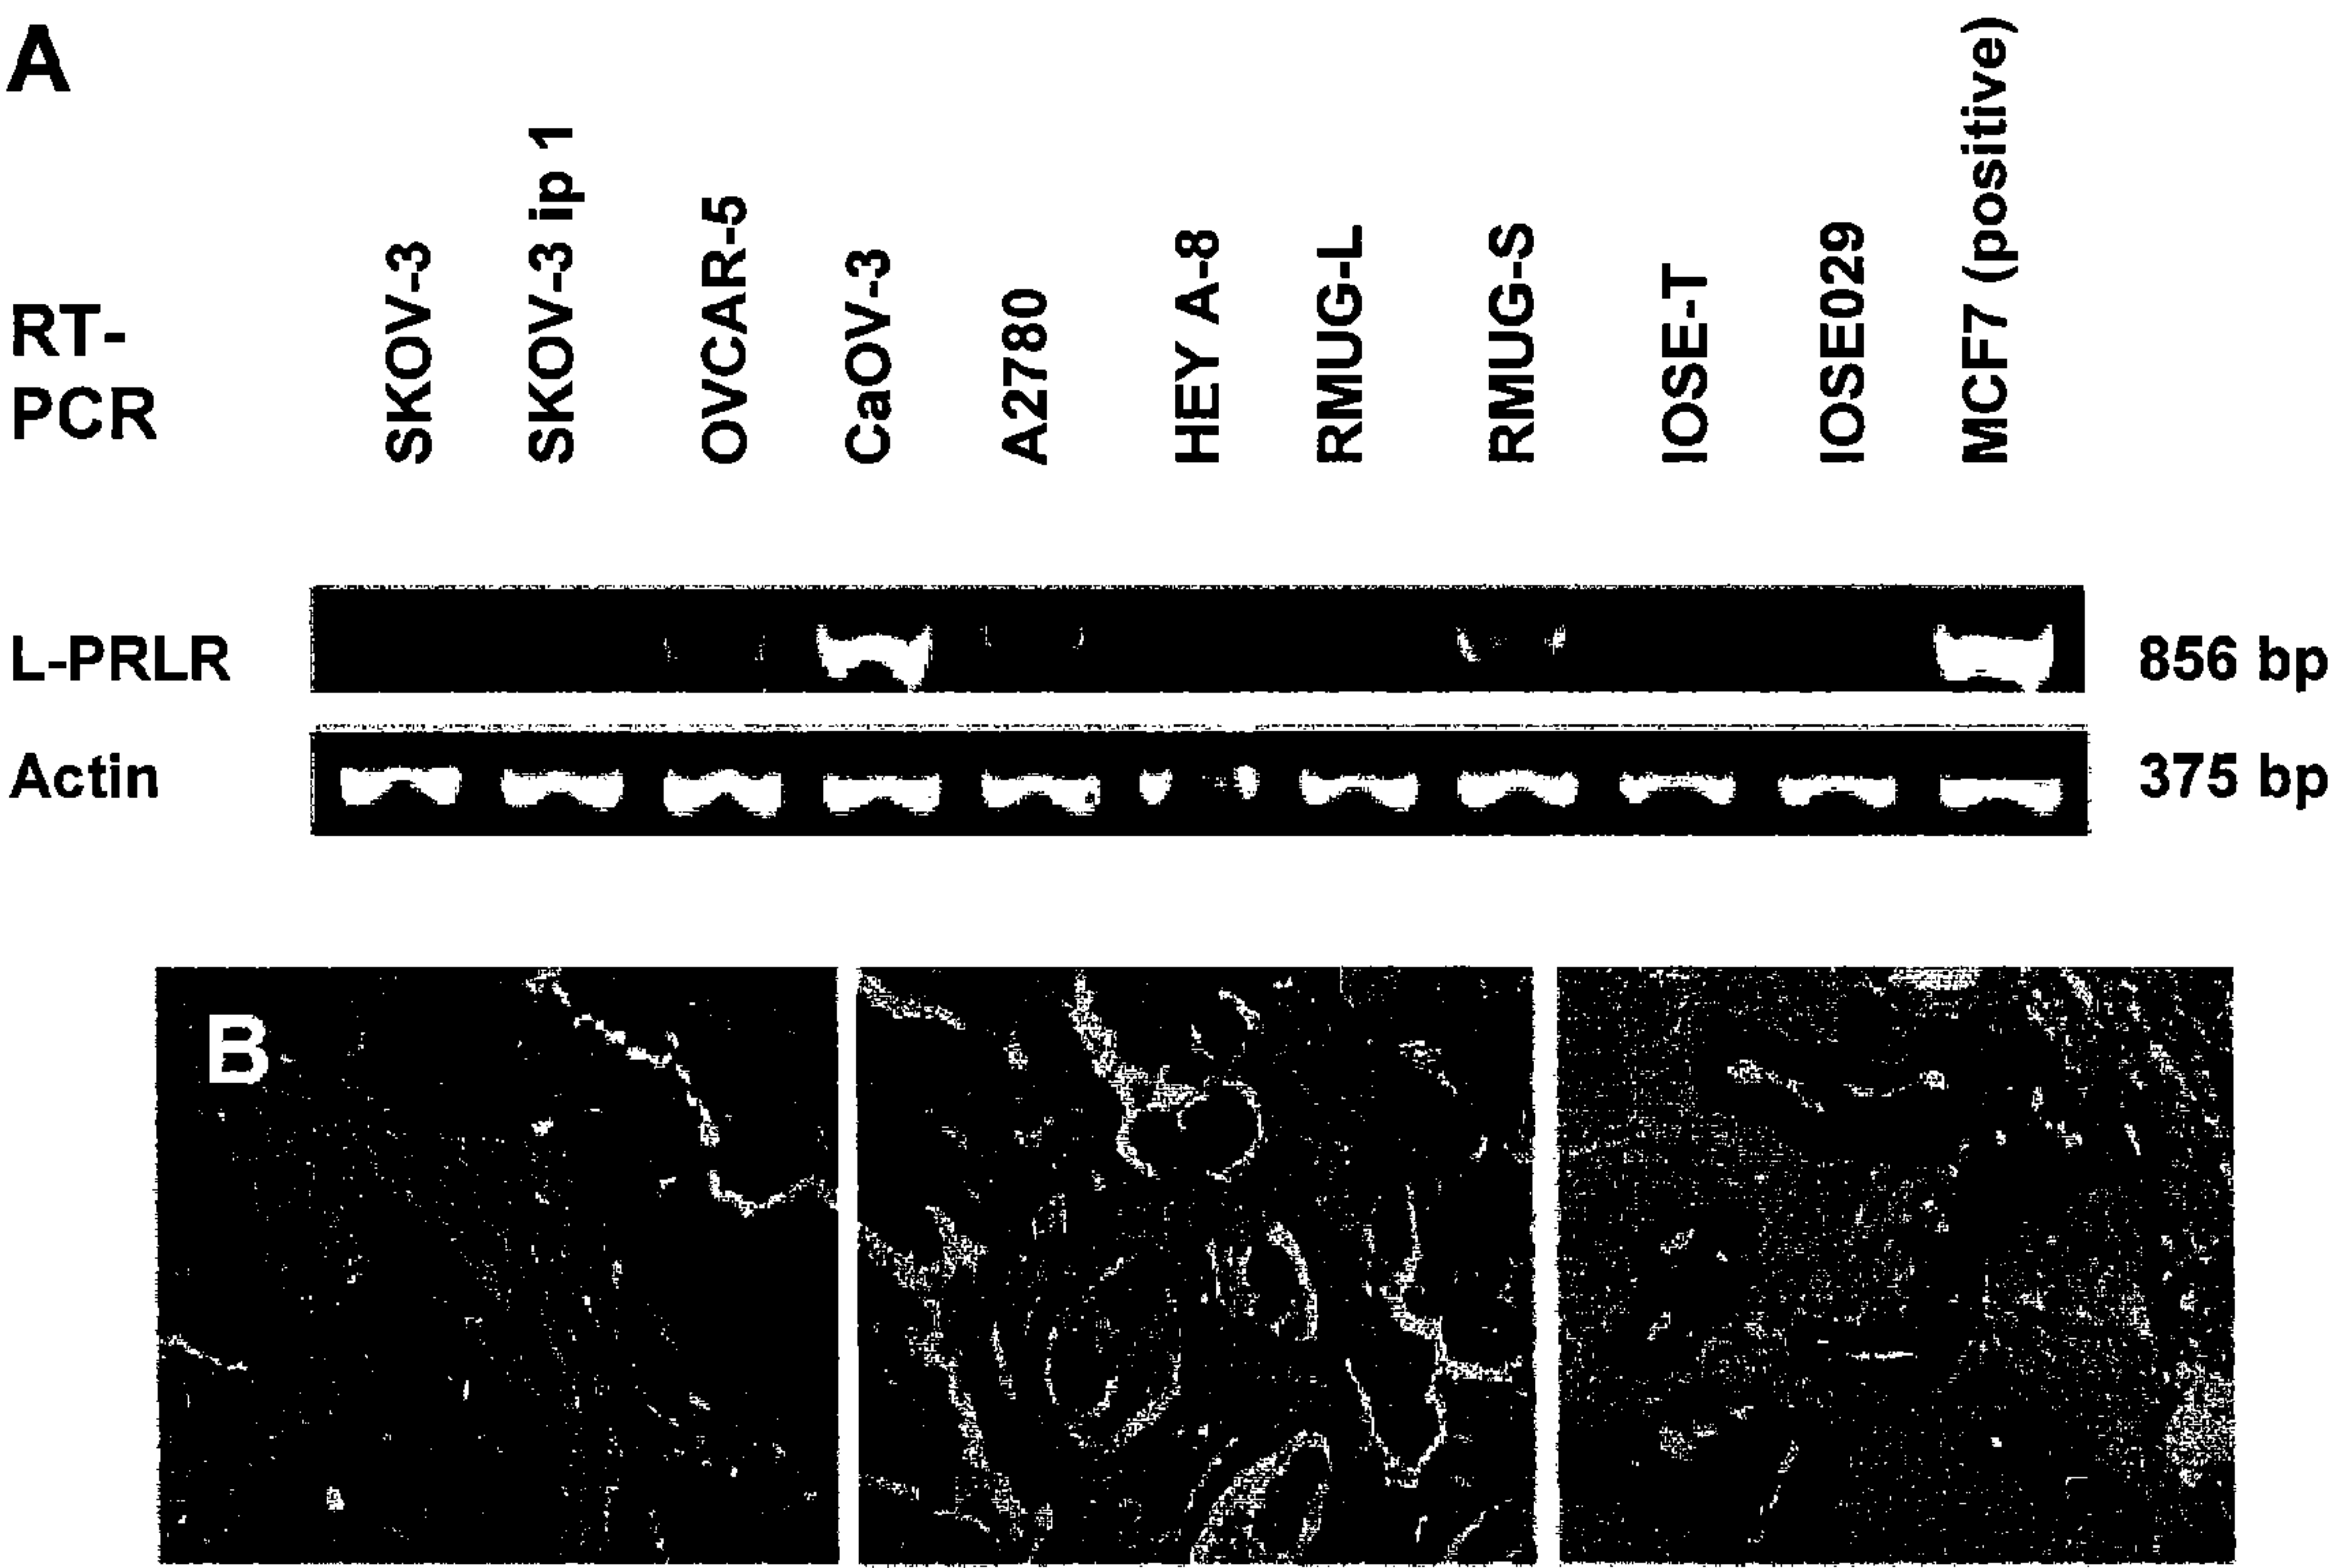 A
RT-
PCR
SKOV-3
SKOV-3 ip 1
OVCAR-5
CaOV-3
A2780
HEY A-8
RMUG-L
RMUG-S
IOSE-T
IOSE029
MCF7 (positive)
L-PRLR
856 bp
Actin
375 bp
B